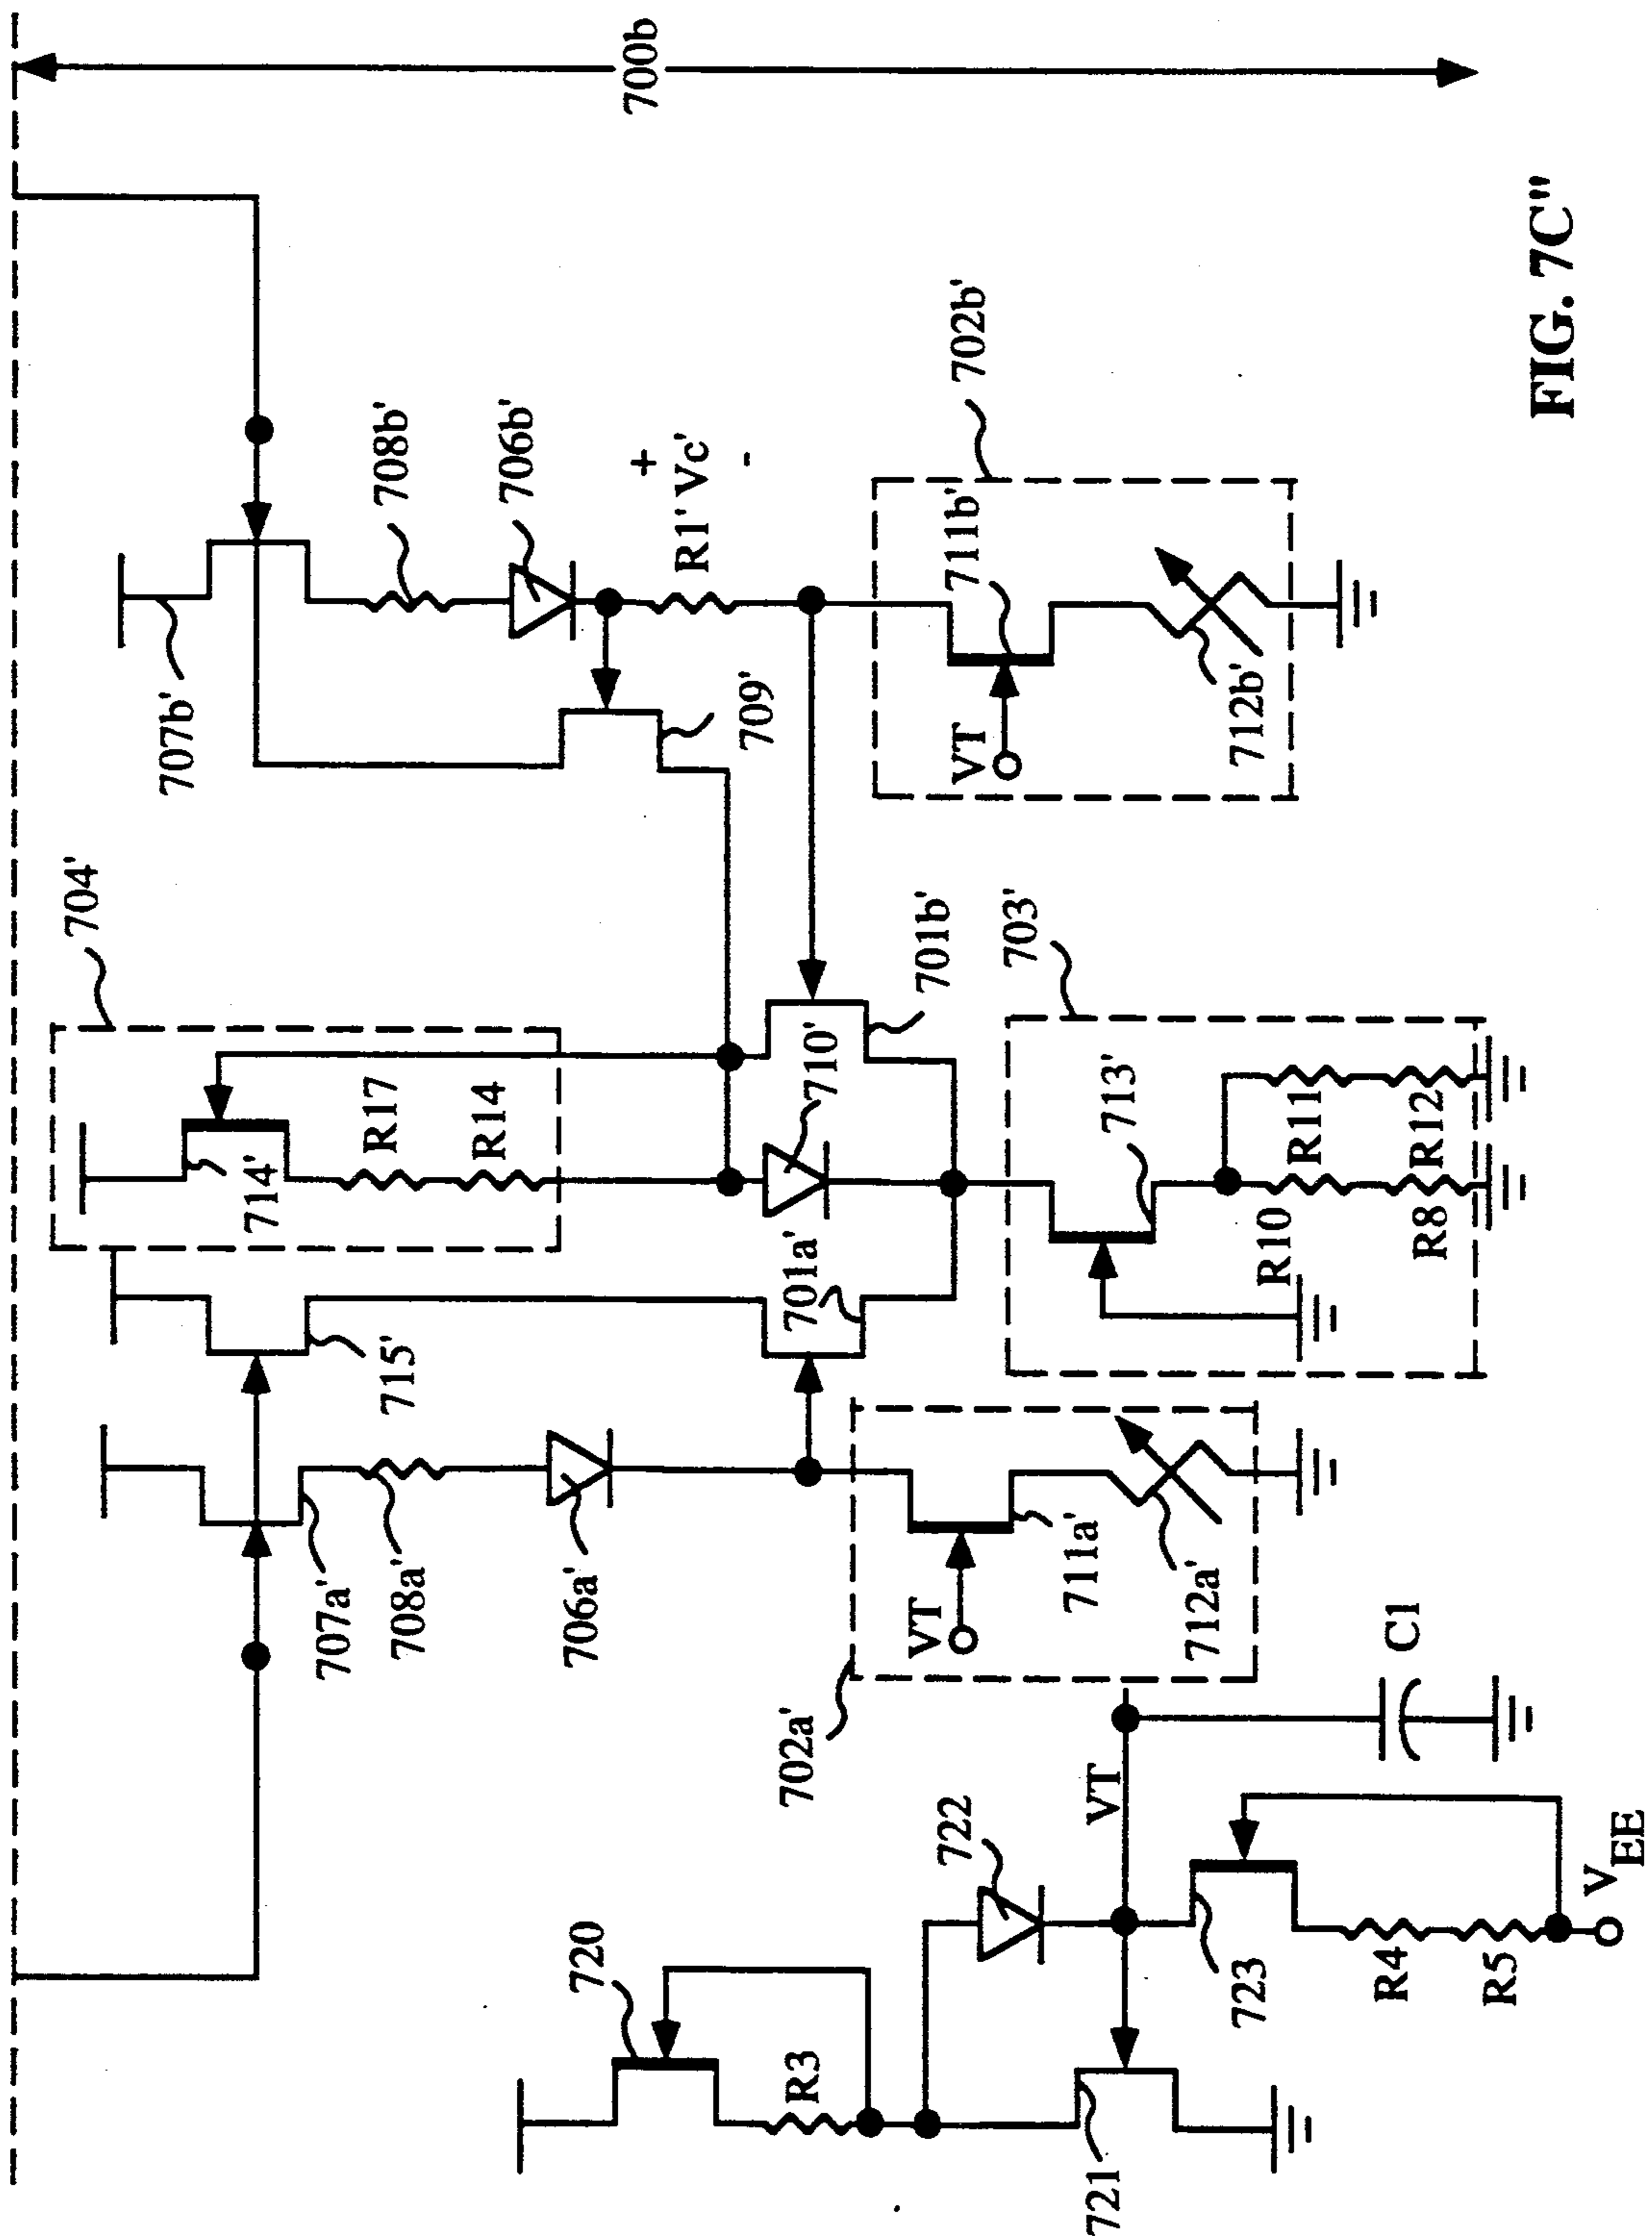 700b
704'
707b'
708b'
706b'
+
R1' Vc'
-
709'
702b'
711b'
VT
712b'
714'
R17
R14
710'
701b'
701a'
703'
713'
R10
R11
R8
R12
715'
707a'
708a'
706a'
702a'
VT
711a'
712a'
VT
C1
720
R3
722
721
723
R4
R5
VEE
FIG. 7C"